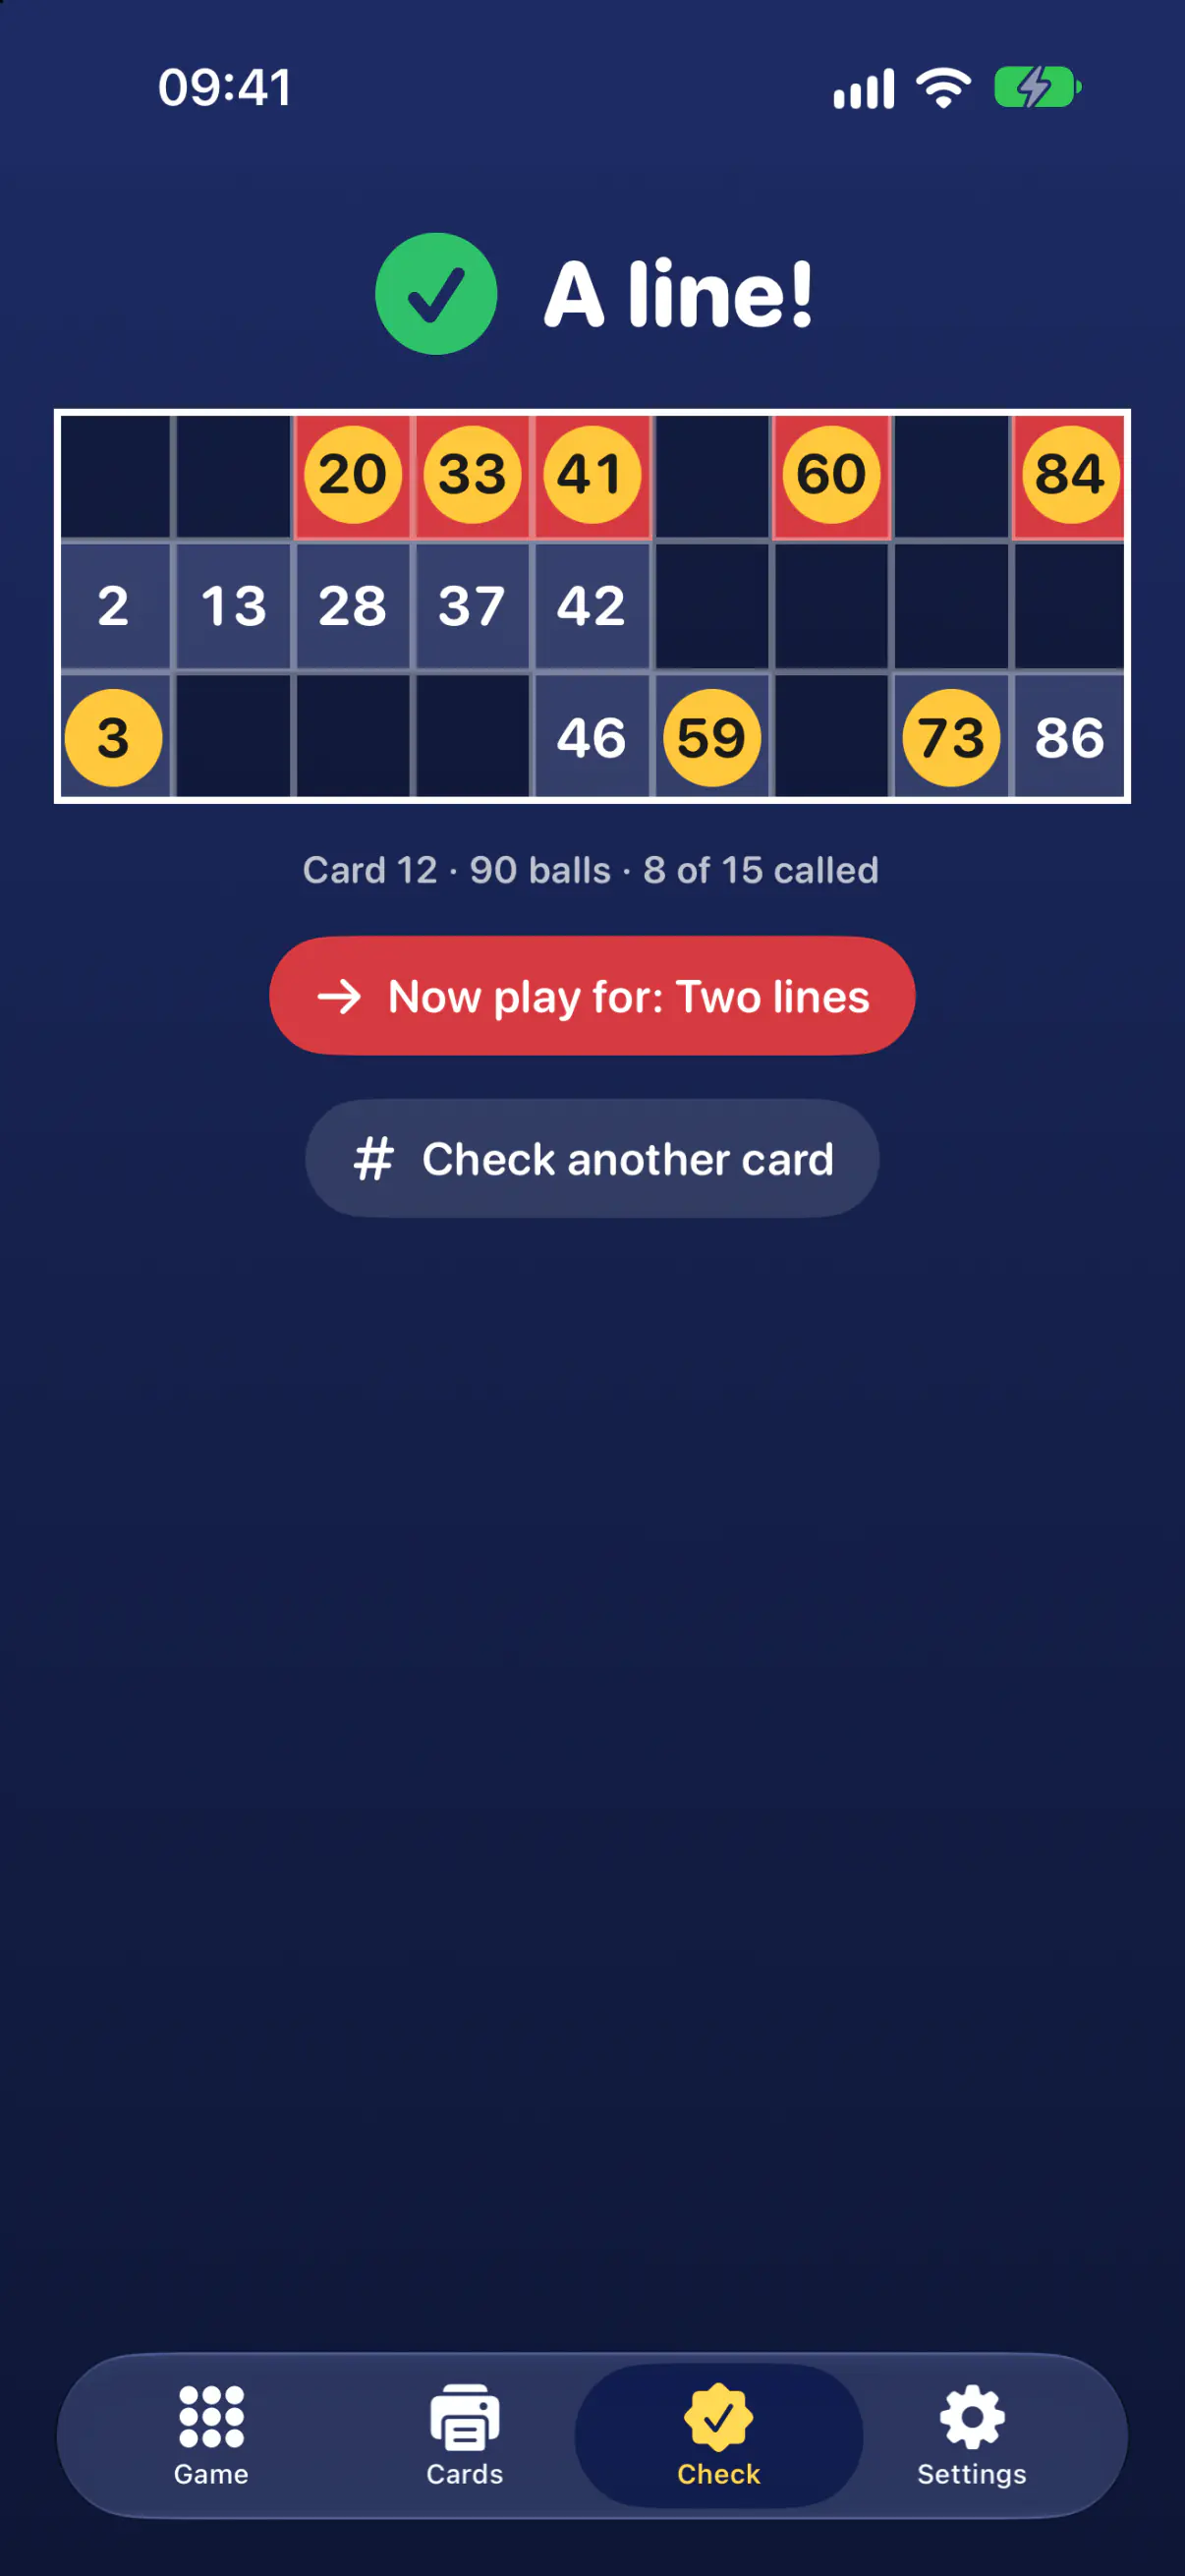 09:41
A line!
20 33 41 60 84
2 13 28 37 42
3 46 59 73 86
Card 12 · 90 balls · 8 of 15 called
→ Now play for: Two lines
# Check another card
Game Cards Check Settings